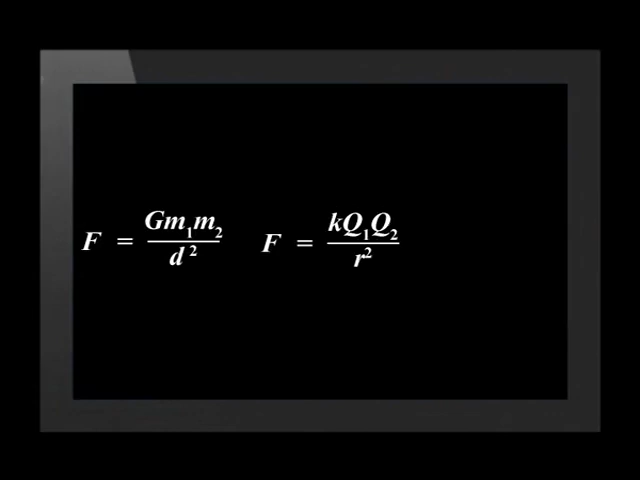 F = Gm₁m₂ / d²
F = kQ₁Q₂ / r²